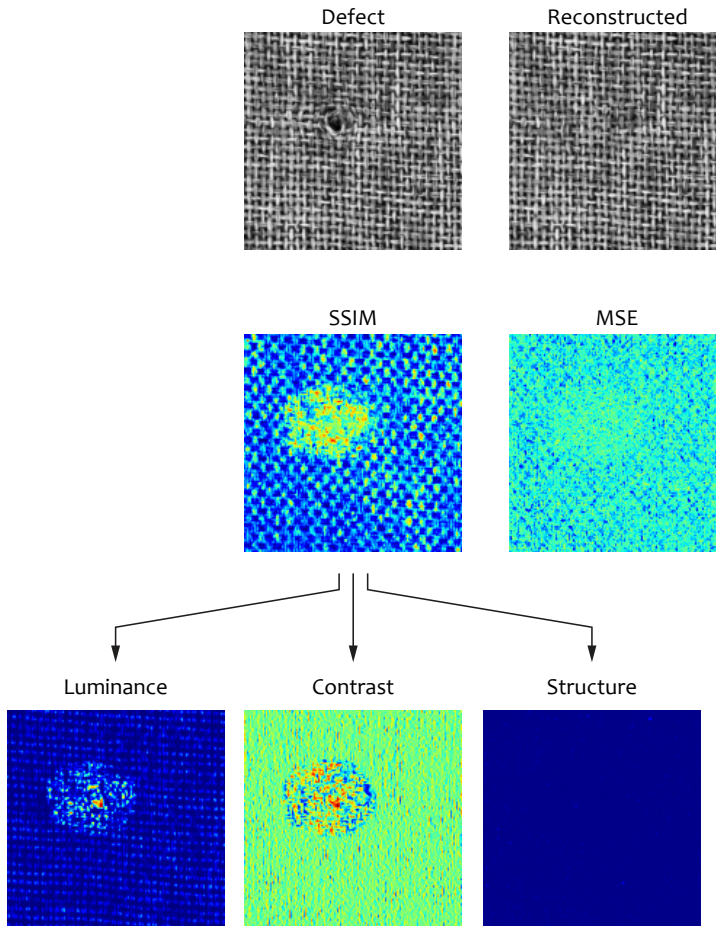 Defect
Reconstructed
SSIM
MSE
Luminance
Contrast
Structure